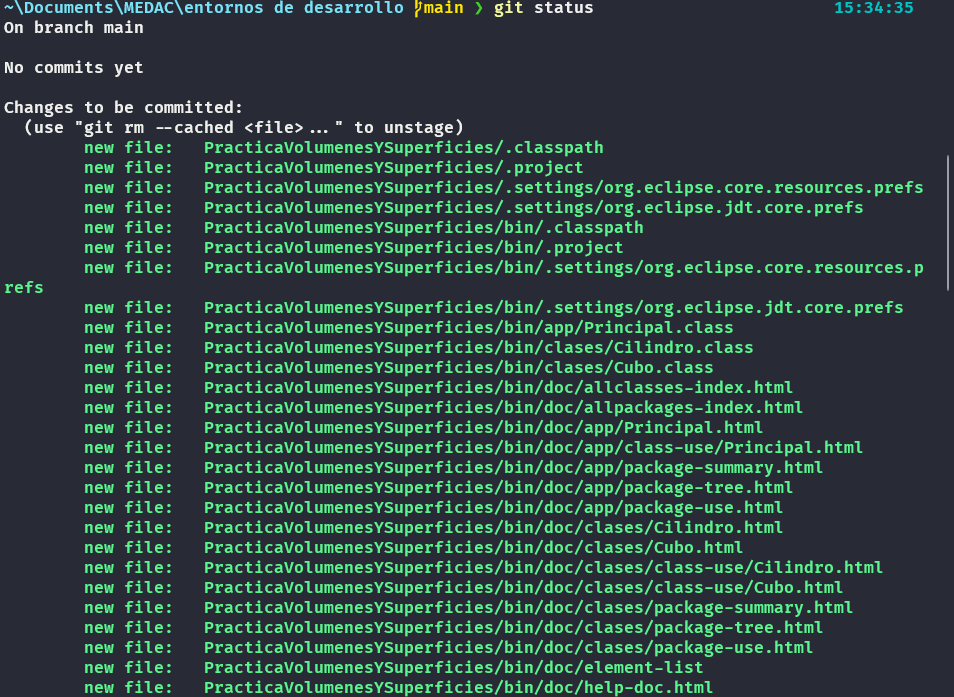 ~\Documents\MEDAC\entornos de desarrollo main ❯ git status 15:34:35
On branch main
No commits yet
Changes to be committed:
(use "git rm --cached <file>..." to unstage)
new file: PracticaVolumenesYSuperficies/.classpath
new file: PracticaVolumenesYSuperficies/.project
new file: PracticaVolumenesYSuperficies/.settings/org.eclipse.core.resources.prefs
new file: PracticaVolumenesYSuperficies/.settings/org.eclipse.jdt.core.prefs
new file: PracticaVolumenesYSuperficies/bin/.classpath
new file: PracticaVolumenesYSuperficies/bin/.project
new file: PracticaVolumenesYSuperficies/bin/.settings/org.eclipse.core.resources.p
refs
new file: PracticaVolumenesYSuperficies/bin/.settings/org.eclipse.jdt.core.prefs
new file: PracticaVolumenesYSuperficies/bin/app/Principal.class
new file: PracticaVolumenesYSuperficies/bin/clases/Cilindro.class
new file: PracticaVolumenesYSuperficies/bin/clases/Cubo.class
new file: PracticaVolumenesYSuperficies/bin/doc/allclasses-index.html
new file: PracticaVolumenesYSuperficies/bin/doc/allpackages-index.html
new file: PracticaVolumenesYSuperficies/bin/doc/app/Principal.html
new file: PracticaVolumenesYSuperficies/bin/doc/app/class-use/Principal.html
new file: PracticaVolumenesYSuperficies/bin/doc/app/package-summary.html
new file: PracticaVolumenesYSuperficies/bin/doc/app/package-tree.html
new file: PracticaVolumenesYSuperficies/bin/doc/app/package-use.html
new file: PracticaVolumenesYSuperficies/bin/doc/clases/Cilindro.html
new file: PracticaVolumenesYSuperficies/bin/doc/clases/Cubo.html
new file: PracticaVolumenesYSuperficies/bin/doc/clases/class-use/Cilindro.html
new file: PracticaVolumenesYSuperficies/bin/doc/clases/class-use/Cubo.html
new file: PracticaVolumenesYSuperficies/bin/doc/clases/package-summary.html
new file: PracticaVolumenesYSuperficies/bin/doc/clases/package-tree.html
new file: PracticaVolumenesYSuperficies/bin/doc/clases/package-use.html
new file: PracticaVolumenesYSuperficies/bin/doc/element-list
new file: PracticaVolumenesYSuperficies/bin/doc/help-doc.html